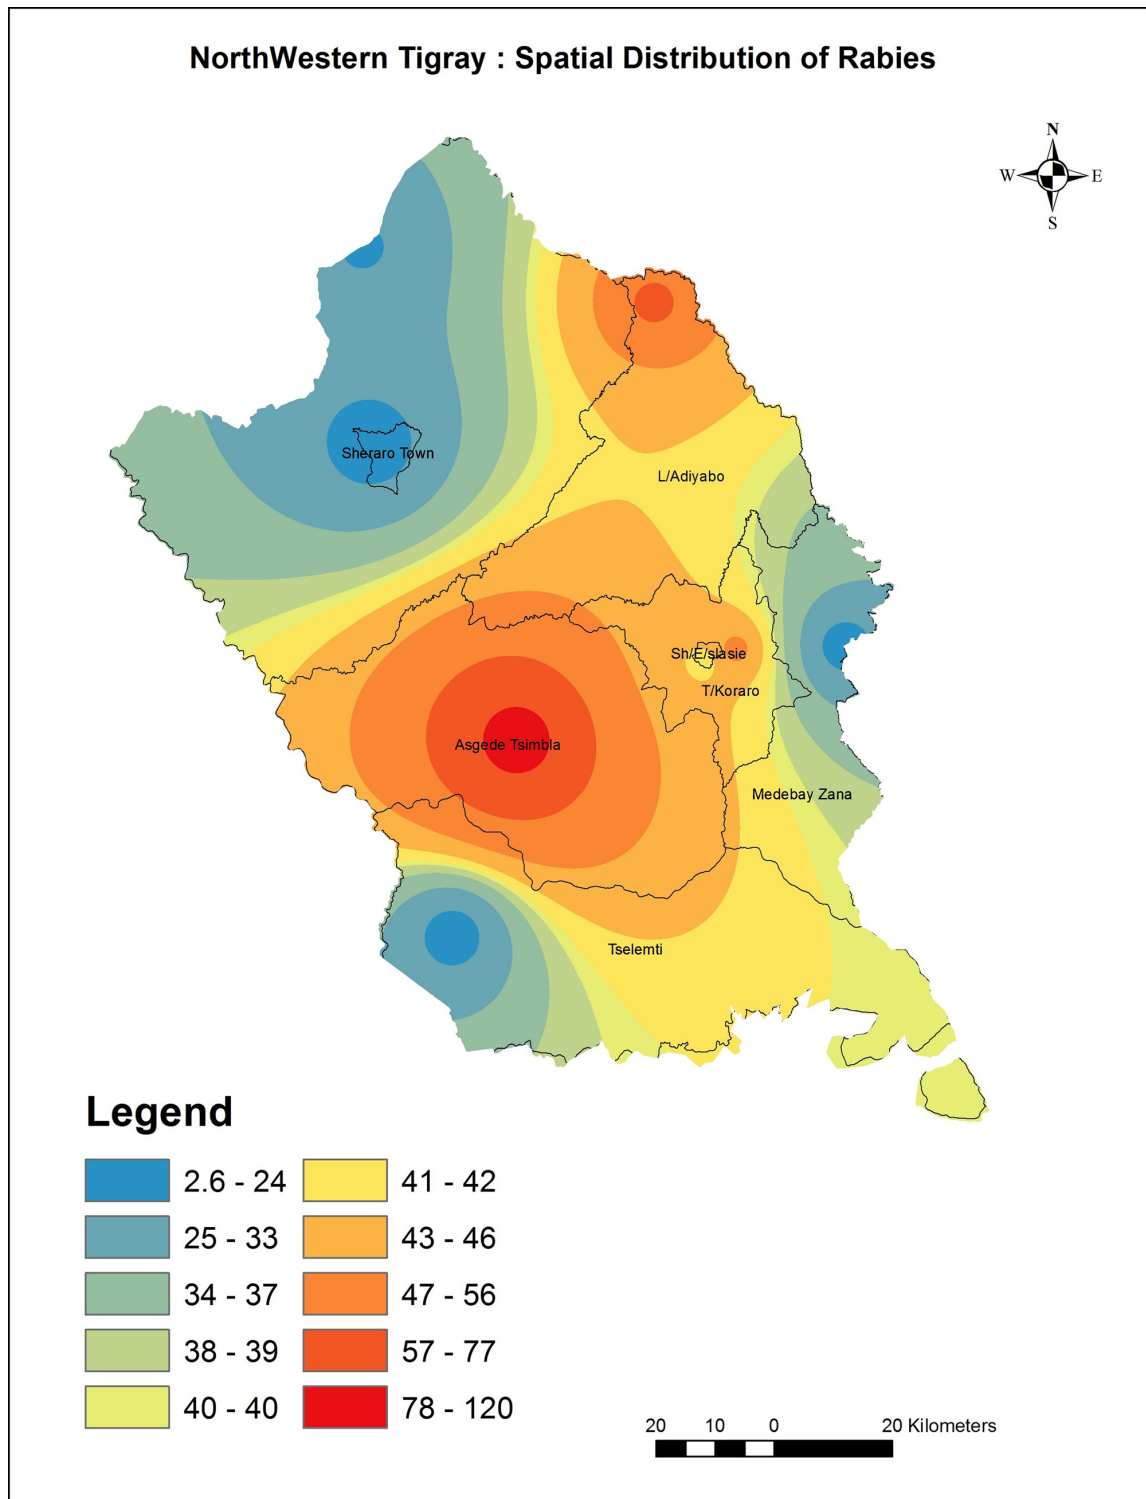 NorthWestern Tigray : Spatial Distribution of Rabies
N
W E
S
Sheraro Town
L/Adiyabo
Sh/E/slasie
T/Koraro
Asgede Tsimbla
Medebay Zana
Tselemti
Legend
2.6 - 24
25 - 33
34 - 37
38 - 39
40 - 40
41 - 42
43 - 46
47 - 56
57 - 77
78 - 120
20 10 0 20 Kilometers